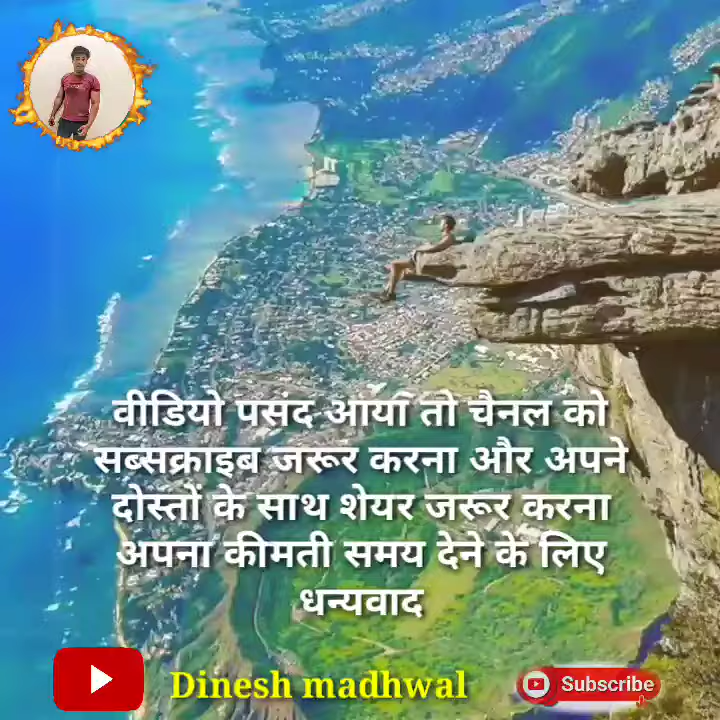 वीडियो पसंद आया तो चैनल को
सब्सक्राइब जरूर करना और अपने
दोस्तों के साथ शेयर जरूर करना
अपना कीमती समय देने के लिए
धन्यवाद
Dinesh madhwal
Subscribe